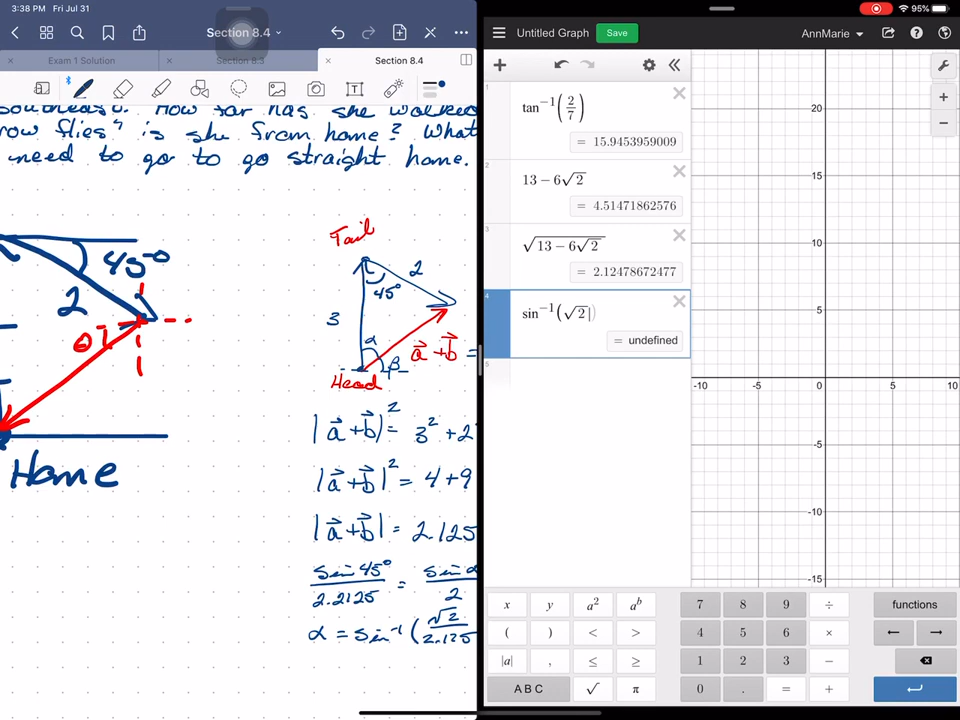 3:38 PM Fri Jul 31
95%
Section 8.4
Exam 1 Solution
Section 8.3
Section 8.4
southeast. How far has she walked
row flies" is she from home? What
need to go to go straight home.
45°
2
θ
Home
Tail
2
45°
3
α
β
a⃗+b⃗ =
Head
|a⃗+b⃗|² = 3² + 2
|a⃗+b⃗|² = 4+9
|a⃗+b⃗| = 2.125
sin 45°/2.2125 = sin α/2
α = sin⁻¹(√2/2.125
Untitled Graph
Save
AnnMarie
1
tan⁻¹(2/7)
= 15.9453959009
2
13 − 6√2
= 4.51471862576
3
√(13 − 6√2)
= 2.12478672477
4
sin⁻¹(√2)
= undefined
5
20
15
10
5
-10 -5 0 5 10
-5
-10
-15
x y a² aᵇ 7 8 9 ÷ functions
( ) < > 4 5 6 × ← →
|a| , ≤ ≥ 1 2 3 −
A B C √ π 0 . = +